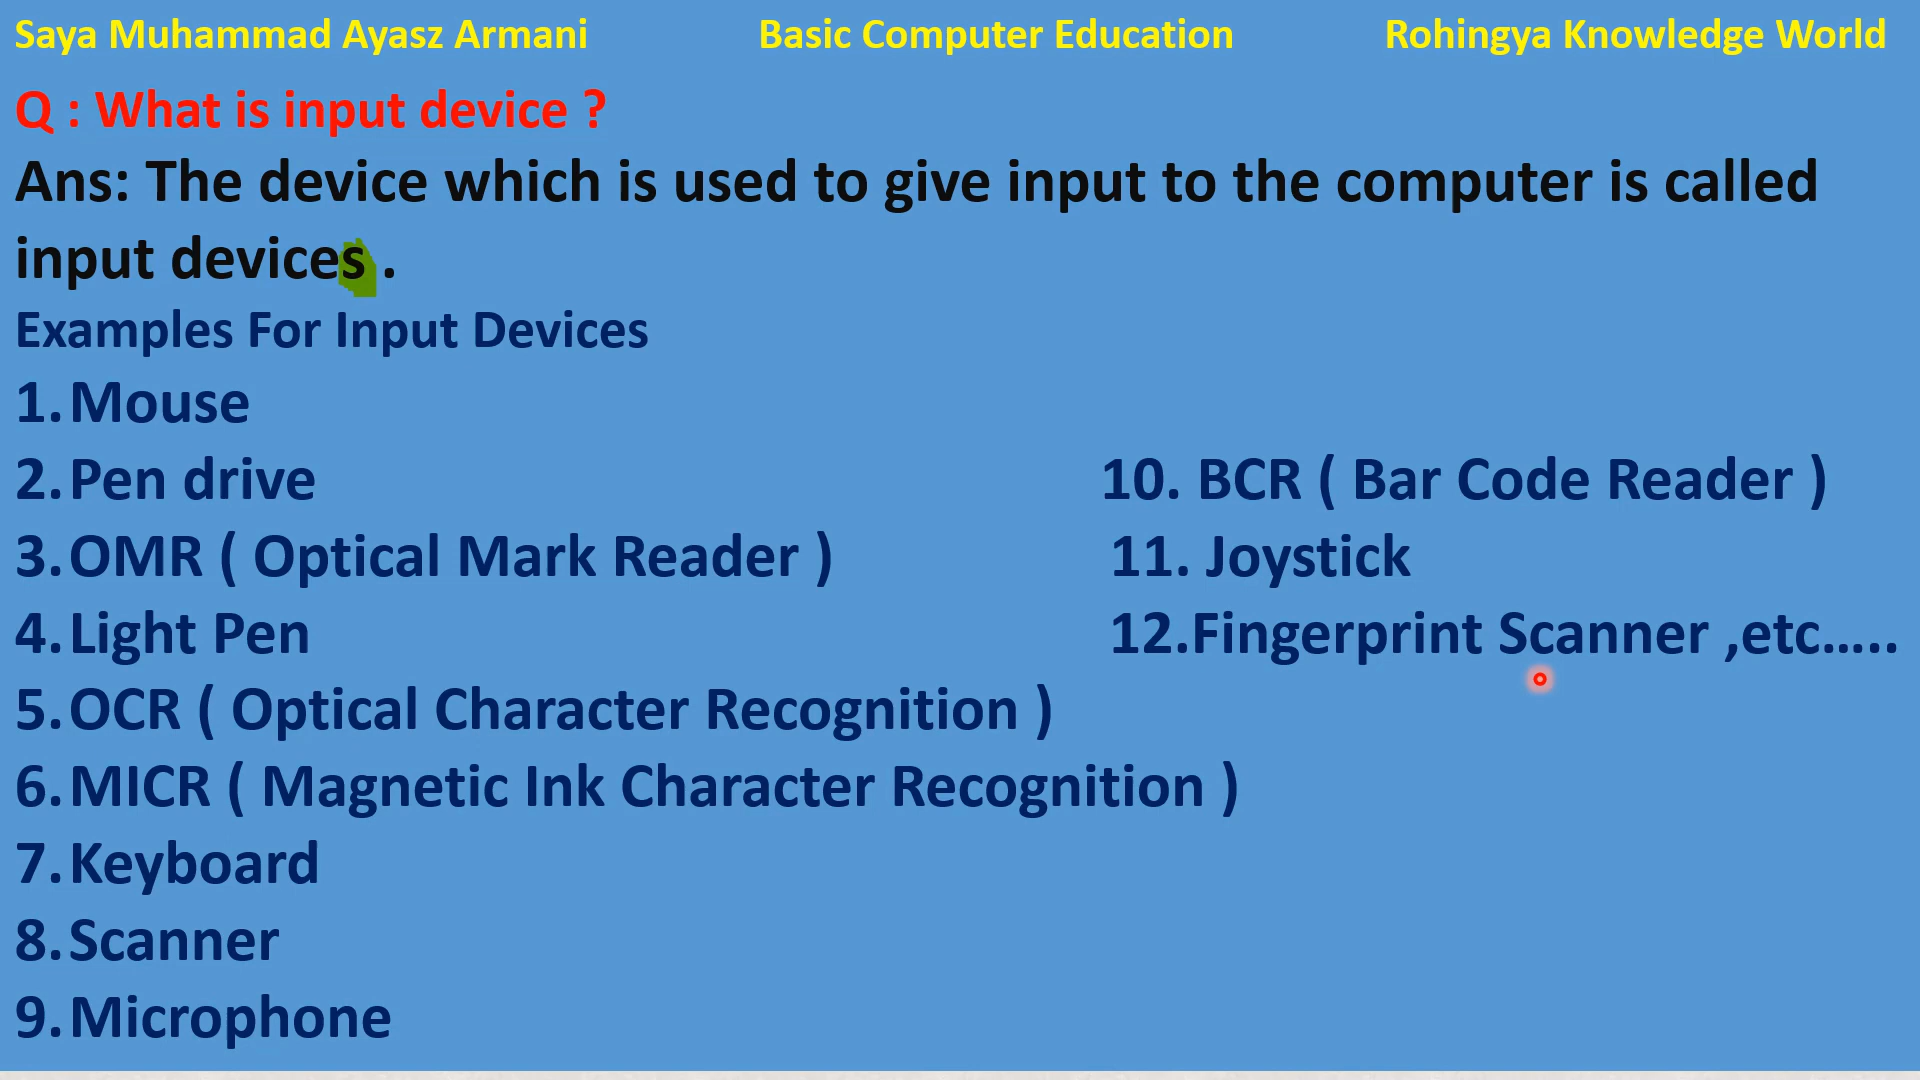 Saya Muhammad Ayasz Armani Basic Computer Education Rohingya Knowledge World
Q : What is input device ?
Ans: The device which is used to give input to the computer is called
input devices .
Examples For Input Devices
1. Mouse
2. Pen drive
3. OMR ( Optical Mark Reader )
4. Light Pen
5. OCR ( Optical Character Recognition )
6. MICR ( Magnetic Ink Character Recognition )
7. Keyboard
8. Scanner
9. Microphone
10. BCR ( Bar Code Reader )
11. Joystick
12.Fingerprint Scanner ,etc…..